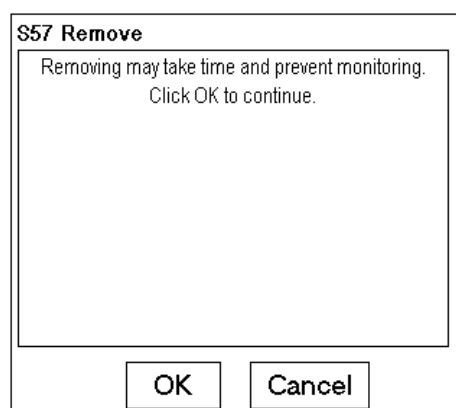 S57 Remove
Removing may take time and prevent monitoring.
Click OK to continue.
OK
Cancel